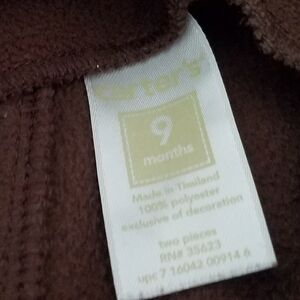 carter's
9
months
Made in Thailand
100% polyester
exclusive of decoration
two pieces
RN# 35623
upc 7 16042 00914 6